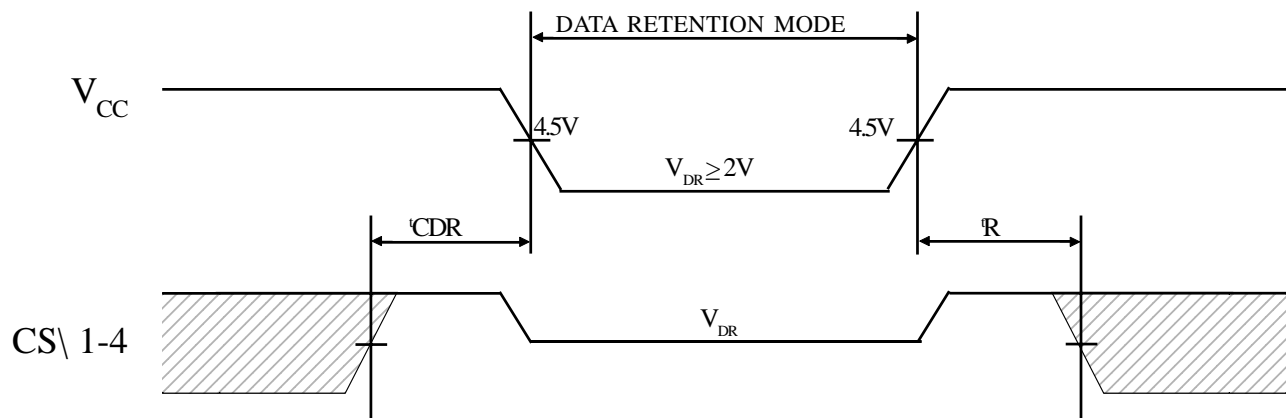 DATA RETENTION MODE
VCC
4.5V
4.5V
VDR ≥ 2V
tCDR
tR
CS\ 1-4
VDR